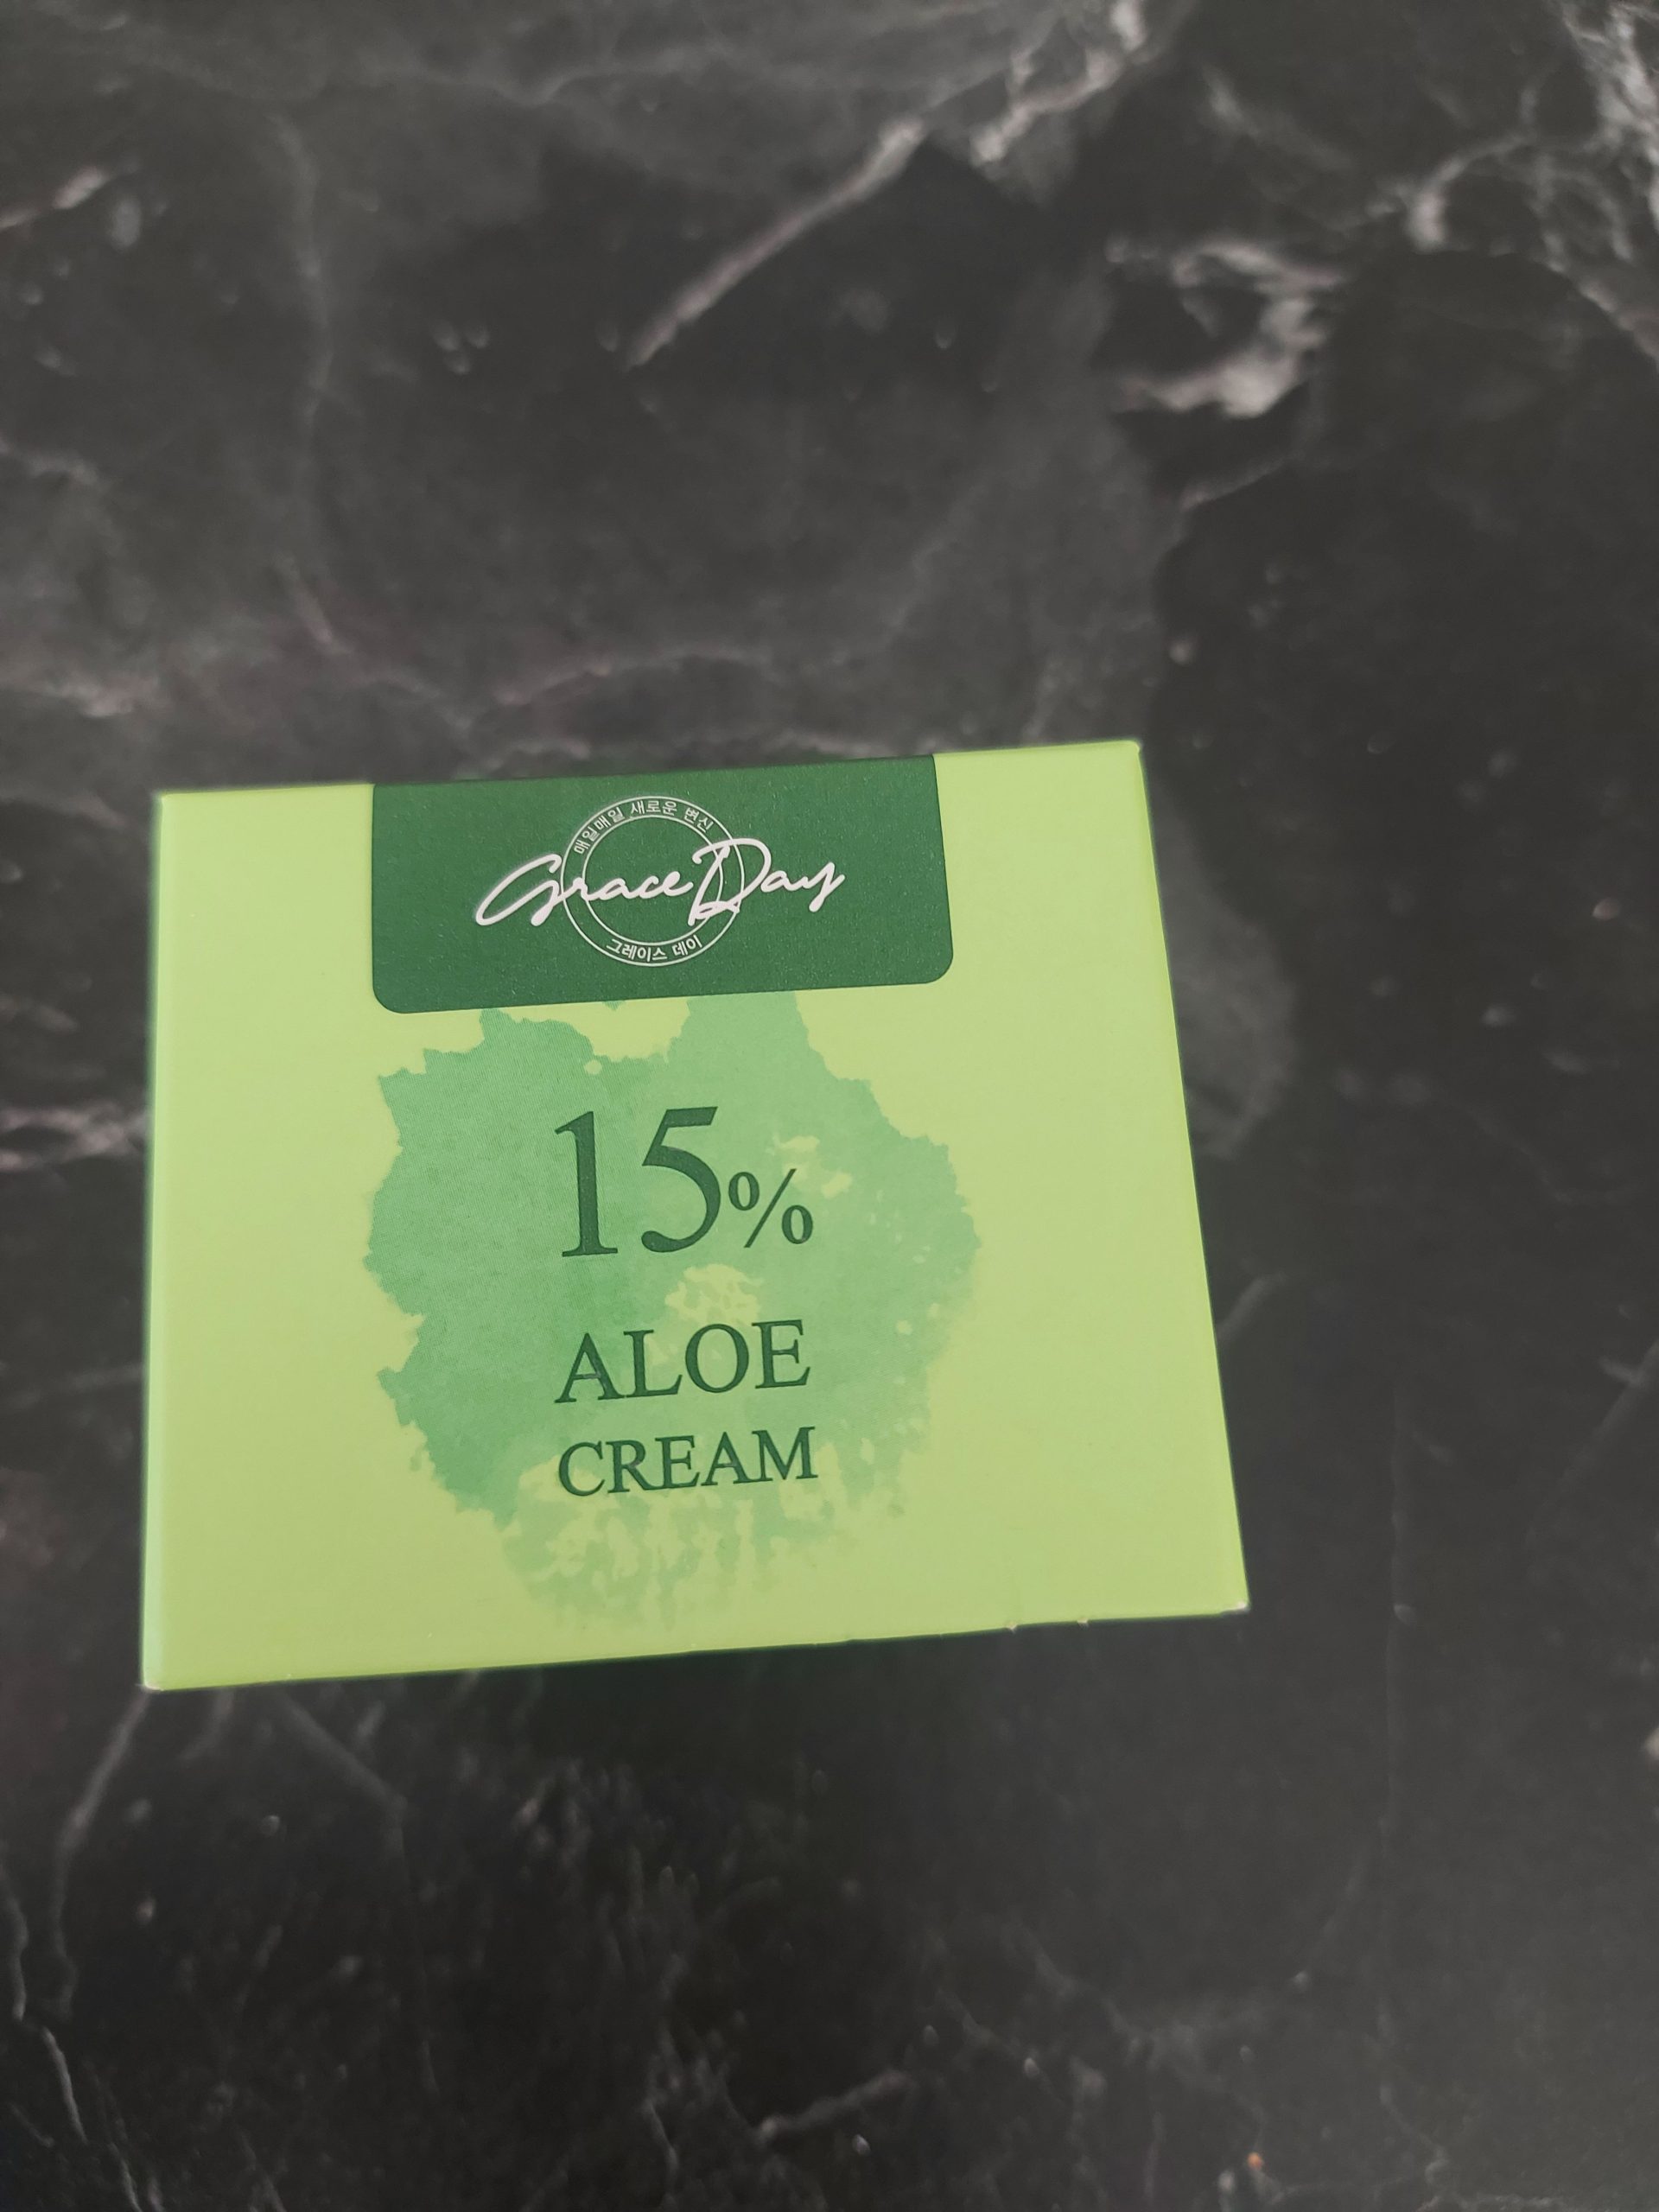 매일매일 새로운 변신
Grace Day
그레이스 데이
15%
ALOE
CREAM